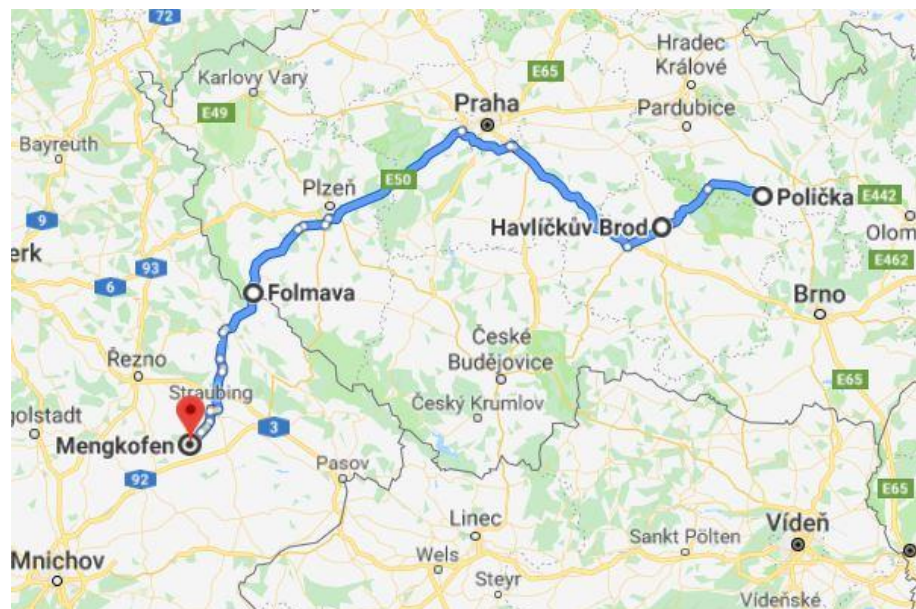 72
Hradec
Králové
Karlovy Vary
E65
Praha
Pardubice
E49
Bayreuth
Plzeň
E50
Polička
E442
Havlíčkův Brod
Olom
9
erk
93
E462
6
Folmava
Brno
České
Budějovice
Řezno
E65
Straubing
Český Krumlov
golstadt
Mengkofen
3
Pasov
92
E65
Linec
Vídeň
Sankt Pölten
Mnichov
Wels
Steyr
Vídeňské